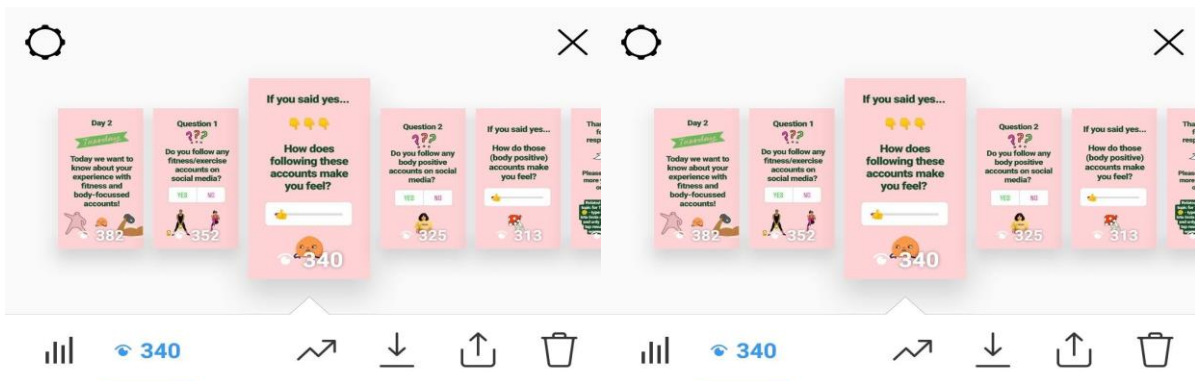 Day 2
Tuesday
Today we want to
know about your
experience with
fitness and
body-focussed
accounts!
382
Question 1
???
Do you follow any
fitness/exercise
accounts on
social media?
YES NO
352
If you said yes...
How does
following these
accounts make
you feel?
340
Question 2
???
Do you follow any
body positive
accounts on social
media?
YES NO
325
If you said yes...
How do those
(body positive)
accounts make
you feel?
313
340
Day 2
Tuesday
Today we want to
know about your
experience with
fitness and
body-focussed
accounts!
382
Question 1
???
Do you follow any
fitness/exercise
accounts on
social media?
YES NO
352
If you said yes...
How does
following these
accounts make
you feel?
340
Question 2
???
Do you follow any
body positive
accounts on social
media?
YES NO
325
If you said yes...
How do those
(body positive)
accounts make
you feel?
313
340